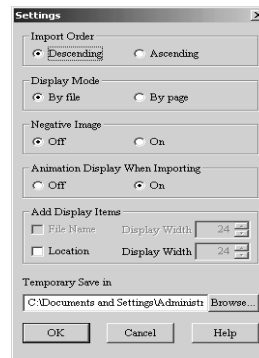 Settings
Import Order
Descending Ascending
Display Mode
By file By page
Negative Image
Off On
Animation Display When Importing
Off On
Add Display Items
File Name Display Width 24
Location Display Width 24
Temporary Save in
C:\Documents and Settings\Administr Browse...
OK Cancel Help